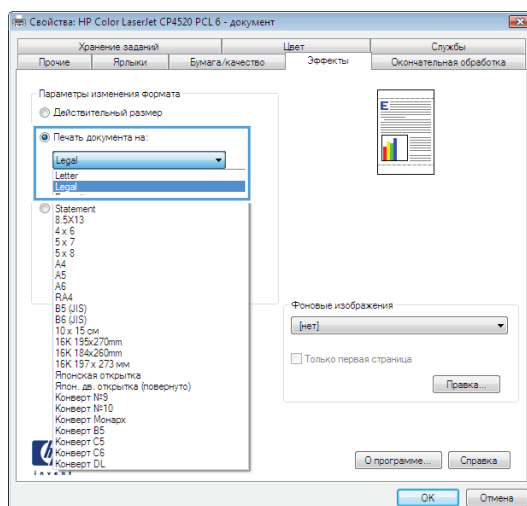 Свойства: HP Color LaserJet CP4520 PCL 6 - документ
Хранение заданий
Цвет
Службы
Прочие
Ярлыки
Бумага/качество
Эффекты
Окончательная обработка
Параметры изменения формата
Действительный размер
Печать документа на:
Legal
Letter
Legal
Statement
8.5X13
4 x 6
5 x 7
5 x 8
A4
A5
A6
RA4
B5 (JIS)
B6 (JIS)
10 x 15 см
16K 195x270mm
16K 184x260mm
16K 197 x 273 мм
Японская открытка
Япон. дв. открытка (повернуто)
Конверт №9
Конверт №10
Конверт Монарх
Конверт B5
Конверт C5
Конверт C6
Конверт DL
E
Фоновые изображения
[нет]
Только первая страница
Правка...
invent
О программе...
Справка
OK
Отмена